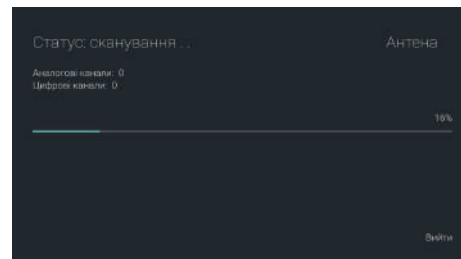 Статус: сканування . . .
Антена
Аналогові канали: 0
Цифрові канали: 0
16%
Вийти